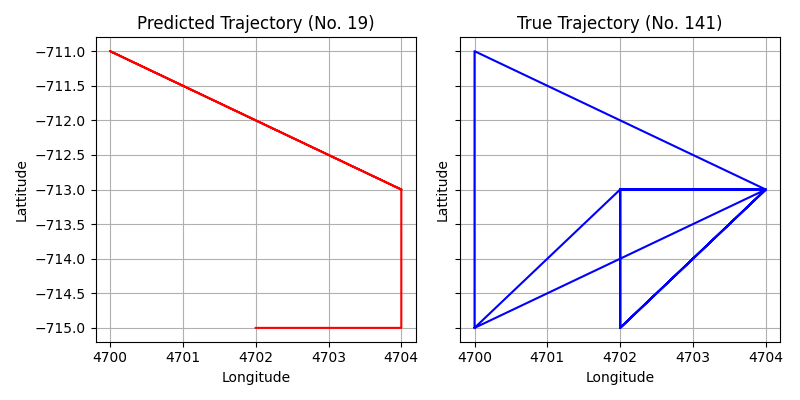 Predicted Trajectory (No. 19)
True Trajectory (No. 141)
−711.0
−711.5
−712.0
−712.5
−713.0
−713.5
−714.0
−714.5
−715.0
Lattitude
Lattitude
4700 4701 4702 4703 4704
4700 4701 4702 4703 4704
Longitude
Longitude